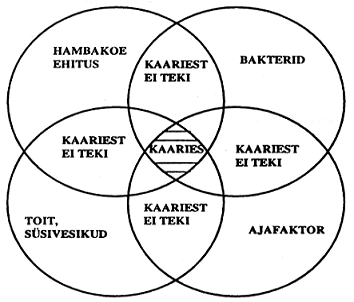 HAMBAKOE
EHITUS
KAARIEST
EI TEKI
BAKTERID
KAARIEST
EI TEKI
KAARIES
KAARIEST
EI TEKI
TOIT,
SÜSIVESIKUD
KAARIEST
EI TEKI
AJAFAKTOR